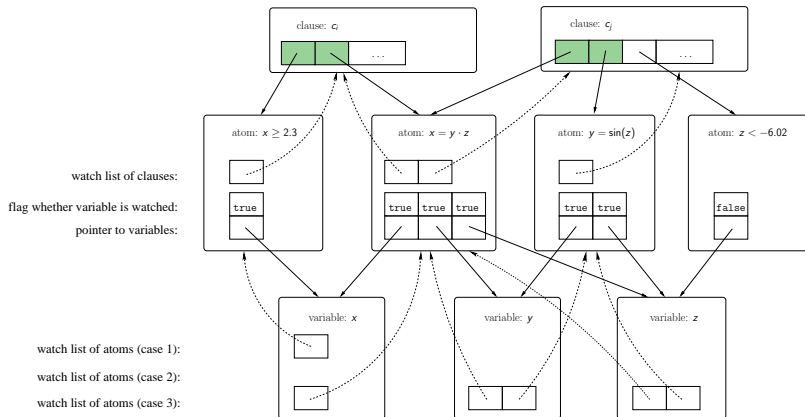 clause: cᵢ
clause: cⱼ
...
...
atom: x ≥ 2.3
atom: x = y · z
atom: y = sin(z)
atom: z < −6.02
watch list of clauses:
flag whether variable is watched: true true true true true true false
pointer to variables:
variable: x
variable: y
variable: z
watch list of atoms (case 1):
watch list of atoms (case 2):
watch list of atoms (case 3):